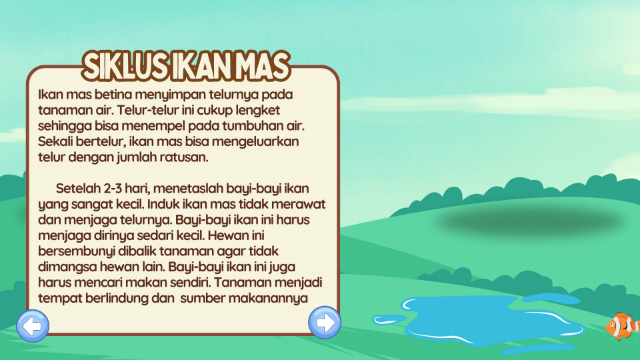 SIKLUS IKAN MAS
Ikan mas betina menyimpan telurnya pada
tanaman air. Telur-telur ini cukup lengket
sehingga bisa menempel pada tumbuhan air.
Sekali bertelur, ikan mas bisa mengeluarkan
telur dengan jumlah ratusan.
Setelah 2-3 hari, menetaslah bayi-bayi ikan
yang sangat kecil. Induk ikan mas tidak merawat
dan menjaga telurnya. Bayi-bayi ikan ini harus
menjaga dirinya sedari kecil. Hewan ini
bersembunyi dibalik tanaman agar tidak
dimangsa hewan lain. Bayi-bayi ikan ini juga
harus mencari makan sendiri. Tanaman menjadi
tempat berlindung dan sumber makanannya